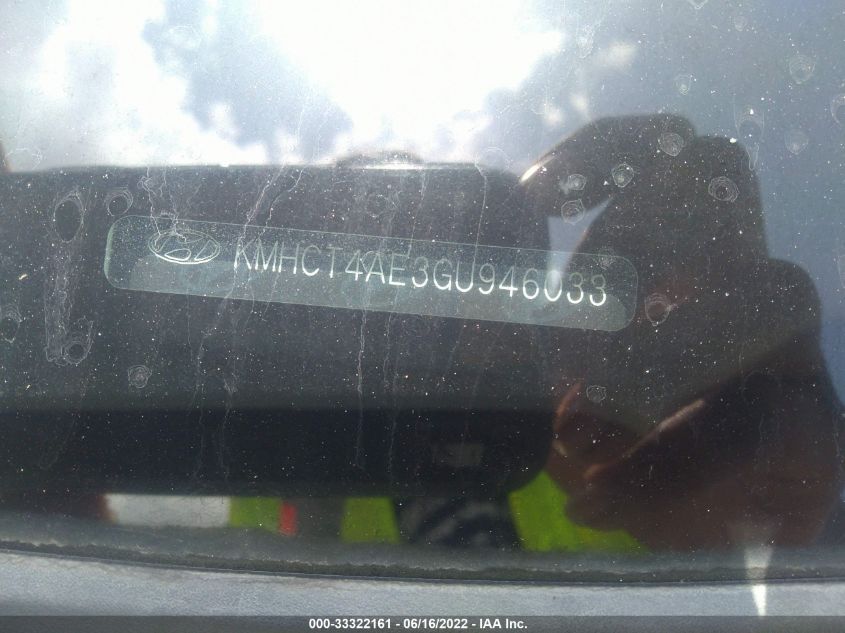 KMHCT4AE3GU946033
000-33322161 - 06/16/2022 - IAA Inc.